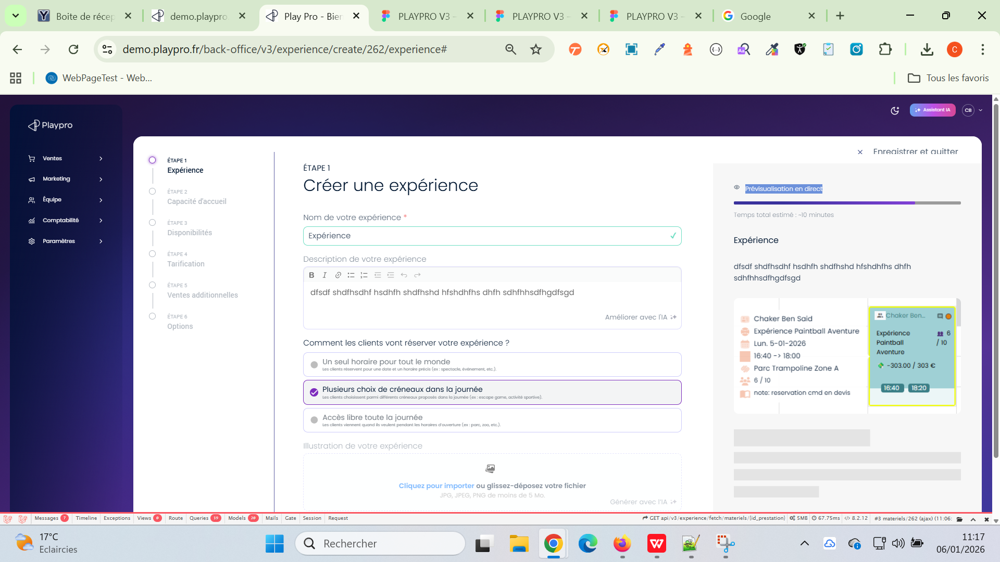 Boite de récep
demo.playpro.
Play Pro - Bien
PLAYPRO V3 -
PLAYPRO V3 -
PLAYPRO V3 -
Google
demo.playpro.fr/back-office/v3/experience/create/262/experience#
C
WebPageTest - Web...
Tous les favoris
Playpro
Assistant IA
CB
Ventes
Marketing
Équipe
Comptabilité
Paramètres
ÉTAPE 1
Expérience
ÉTAPE 2
Capacité d'accueil
ÉTAPE 3
Disponibilités
ÉTAPE 4
Tarification
ÉTAPE 5
Ventes additionnelles
ÉTAPE 6
Options
Enregistrer et quitter
ÉTAPE 1
Créer une expérience
Nom de votre expérience *
Expérience
Description de votre expérience
dfsdf shdfhsdhf hsdhfh shdfhshd hfshdhfhs dhfh sdhfhhsdfhgdfsgd
Améliorer avec l'IA
Comment les clients vont réserver votre expérience ?
Un seul horaire pour tout le monde
Les clients réservent pour une date et un horaire précis (ex : spectacle, événement, etc.).
Plusieurs choix de créneaux dans la journée
Les clients choisissent parmi différents créneaux proposés dans la journée (ex : escape game, activité sportive).
Accès libre toute la journée
Les clients viennent quand ils veulent pendant les horaires d'ouverture (ex : parc, zoo, etc.).
Illustration de votre expérience
Cliquez pour importer ou glissez-déposez votre fichier
JPG, JPEG, PNG de moins de 5 Mo.
Générer avec l'IA
Prévisualisation en direct
Temps total estimé : ~10 minutes
Expérience
dfsdf shdfhsdhf hsdhfh shdfhshd hfshdhfhs dhfh
sdhfhhsdfhgdfsgd
Chaker Ben Said
Expérience Paintball Aventure
Lun. 5-01-2026
16:40 -> 18:00
Parc Trampoline Zone A
6 / 10
note: reservation cmd en devis
Chaker Ben...
Expérience
Paintball
Aventure
6
/ 10
-303.00 / 303 €
16:40 18:20
Messages 7 Timeline Exceptions Views 0 Route Queries 19 Models 20 Mails Gate Session Request
GET api/v3/experience/fetch/materiels/{id_prestation} 5MB 67.75ms 8.2.12 #3 materiels/262 (ajax) (11:06:
17°C
Eclaircies
Rechercher
11:17
06/01/2026